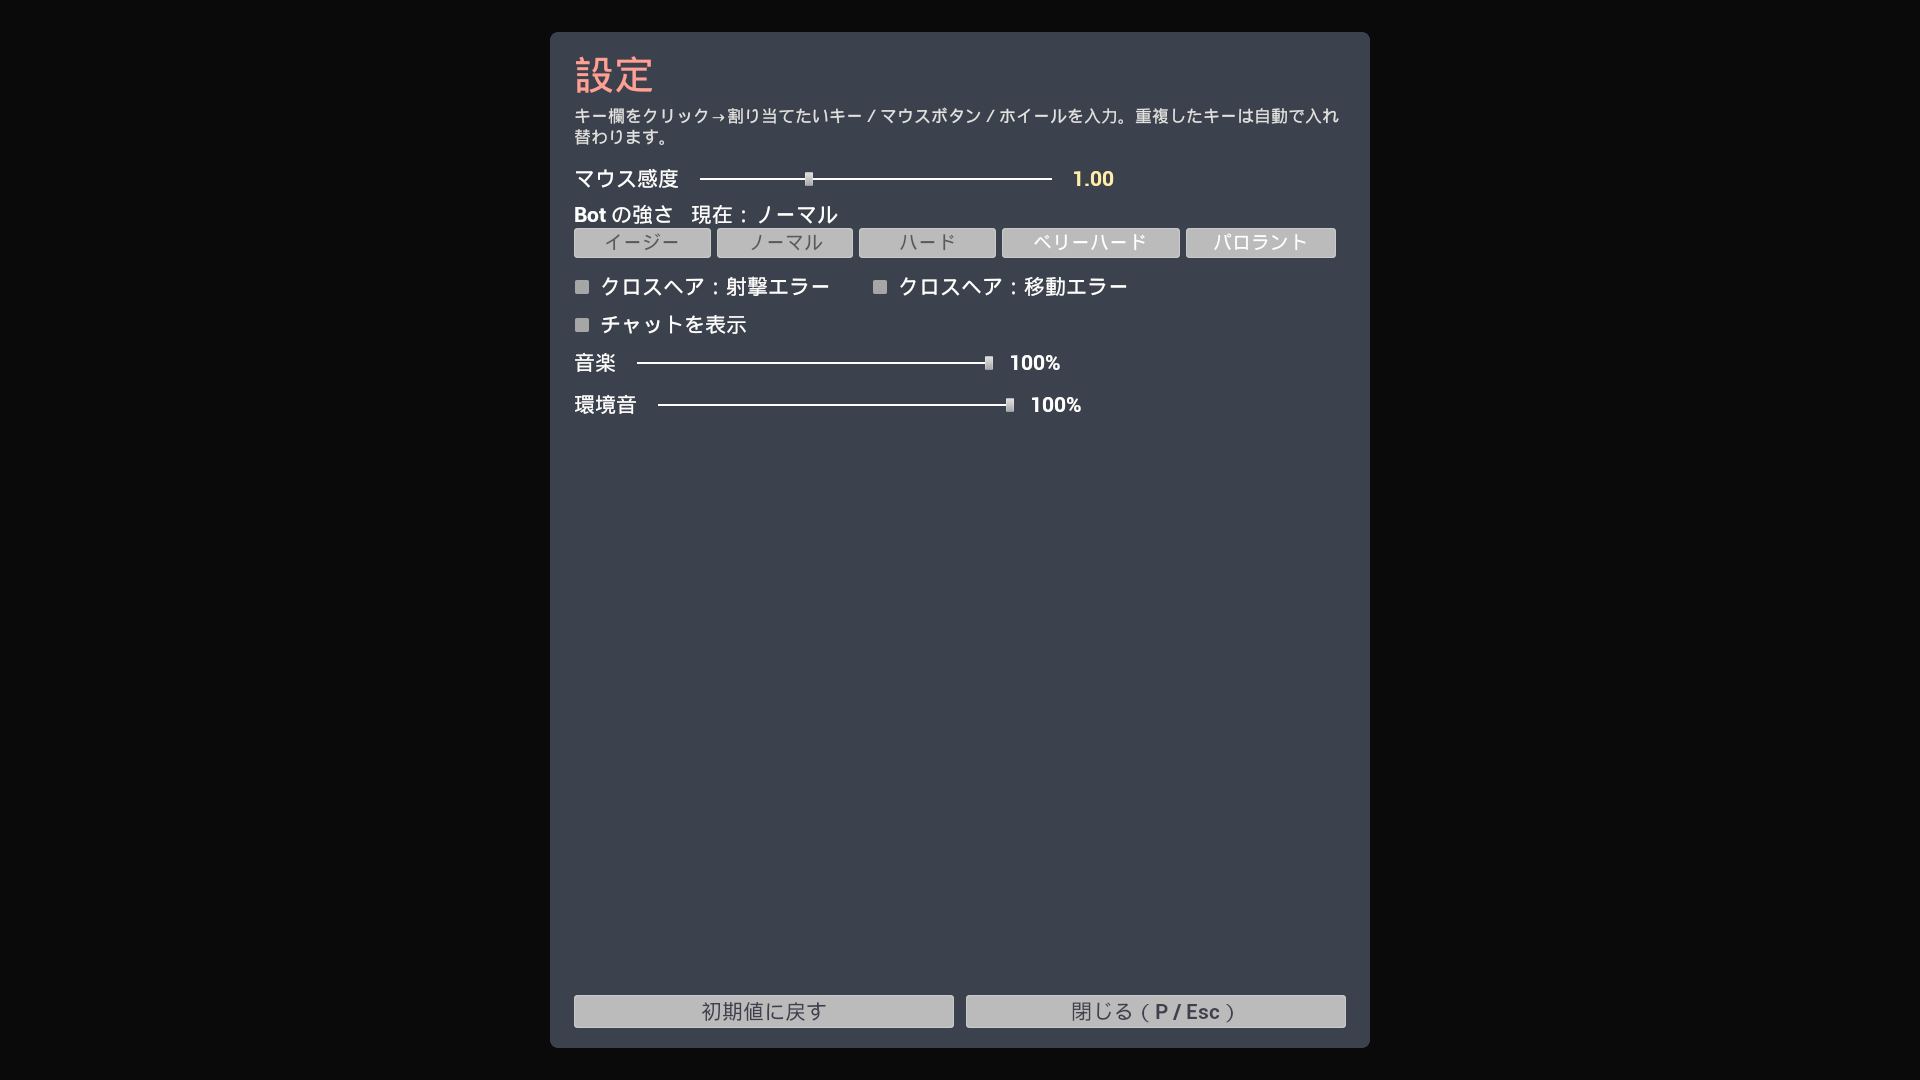 設定
キー欄をクリック→割り当てたいキー / マウスボタン / ホイールを入力。重複したキーは自動で入れ
替わります。
マウス感度 1.00
Bot の強さ 現在：ノーマル
イージー ノーマル ハード ベリーハード パロラント
クロスヘア：射撃エラー クロスヘア：移動エラー
チャットを表示
音楽 100%
環境音 100%
初期値に戻す 閉じる（P / Esc）